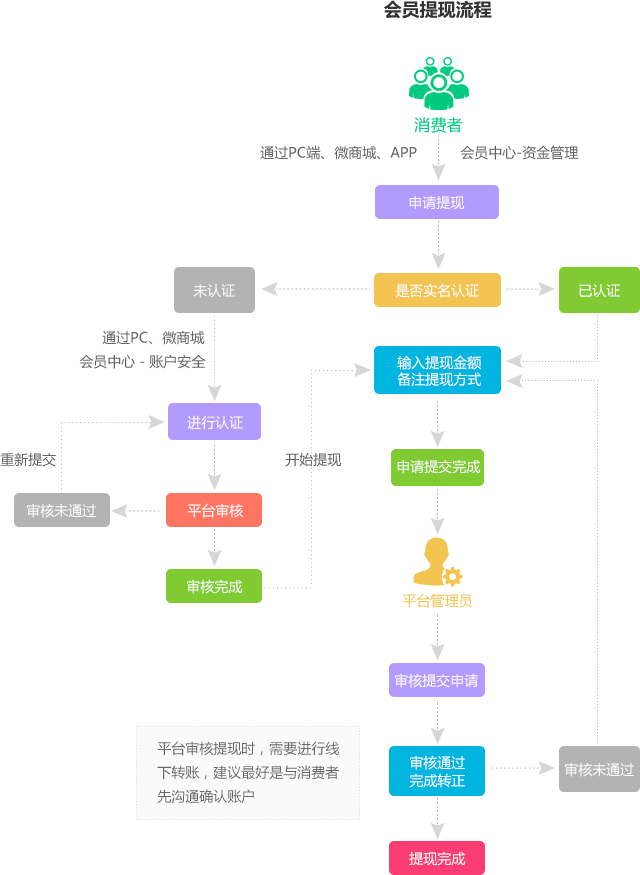 会员提现流程
消费者
通过PC端、微商城、APP
会员中心-资金管理
申请提现
未认证
是否实名认证
已认证
通过PC、微商城
会员中心 - 账户安全
输入提现金额
备注提现方式
进行认证
重新提交
开始提现
申请提交完成
审核未通过
平台审核
审核完成
平台管理员
审核提交申请
平台审核提现时，需要进行线
下转账，建议最好是与消费者
先沟通确认账户
审核通过
完成转正
审核未通过
提现完成